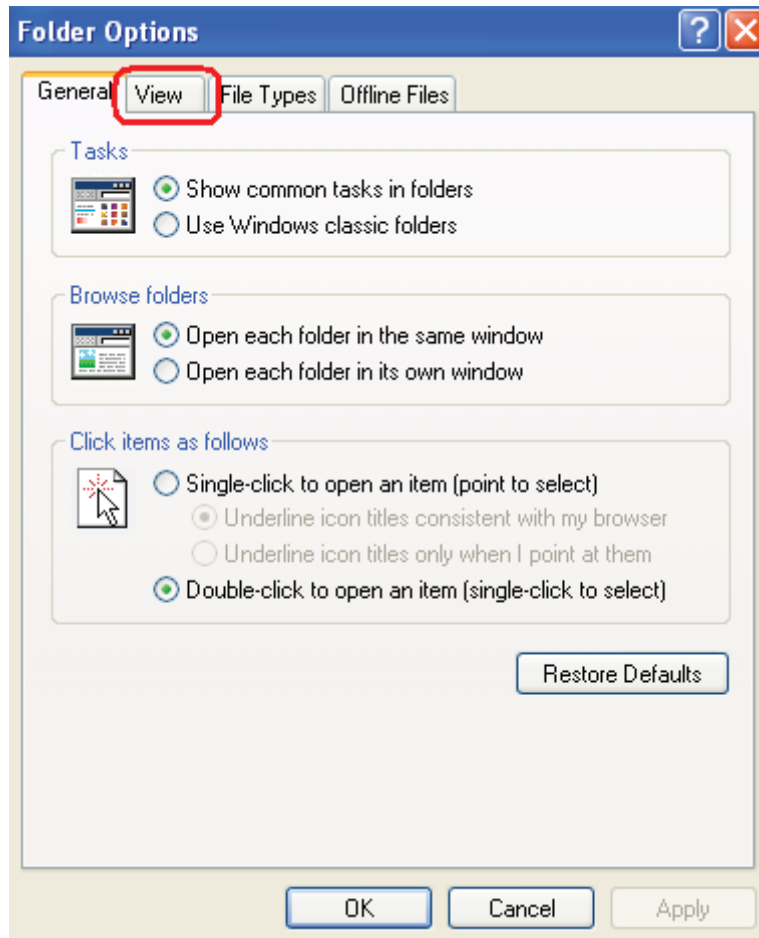 Folder Options
General View File Types Offline Files
Tasks
Show common tasks in folders
Use Windows classic folders
Browse folders
Open each folder in the same window
Open each folder in its own window
Click items as follows
Single-click to open an item (point to select)
Underline icon titles consistent with my browser
Underline icon titles only when I point at them
Double-click to open an item (single-click to select)
Restore Defaults
OK Cancel Apply